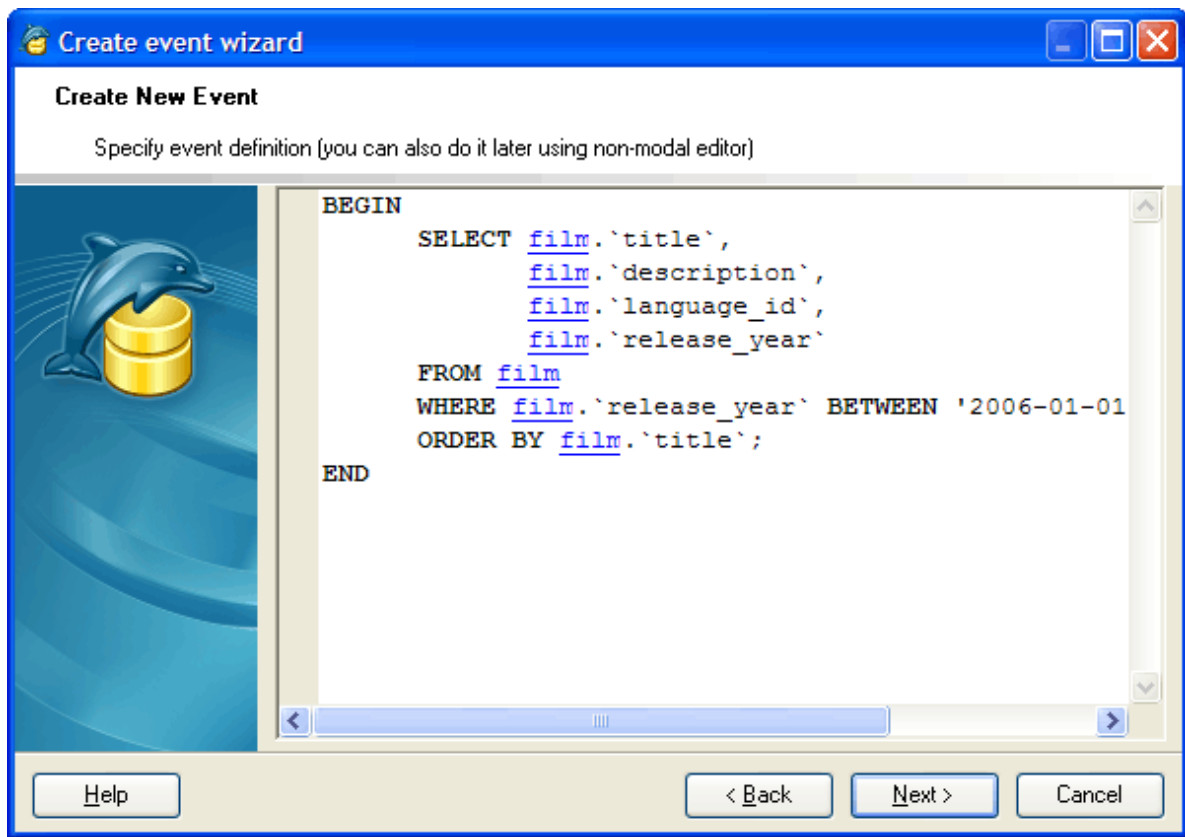 Create event wizard
Create New Event
Specify event definition (you can also do it later using non-modal editor)
BEGIN
SELECT film.`title`,
film.`description`,
film.`language_id`,
film.`release_year`
FROM film
WHERE film.`release_year` BETWEEN '2006-01-01
ORDER BY film.`title`;
END
Help
< Back
Next >
Cancel